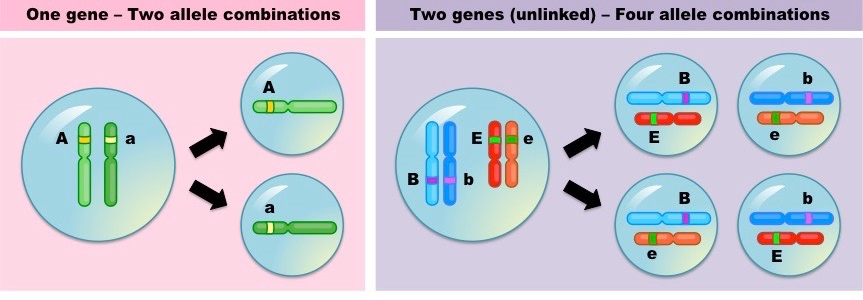 One gene – Two allele combinations
A
a
A
a
Two genes (unlinked) – Four allele combinations
B
b
E
e
B
E
b
e
B
e
b
E